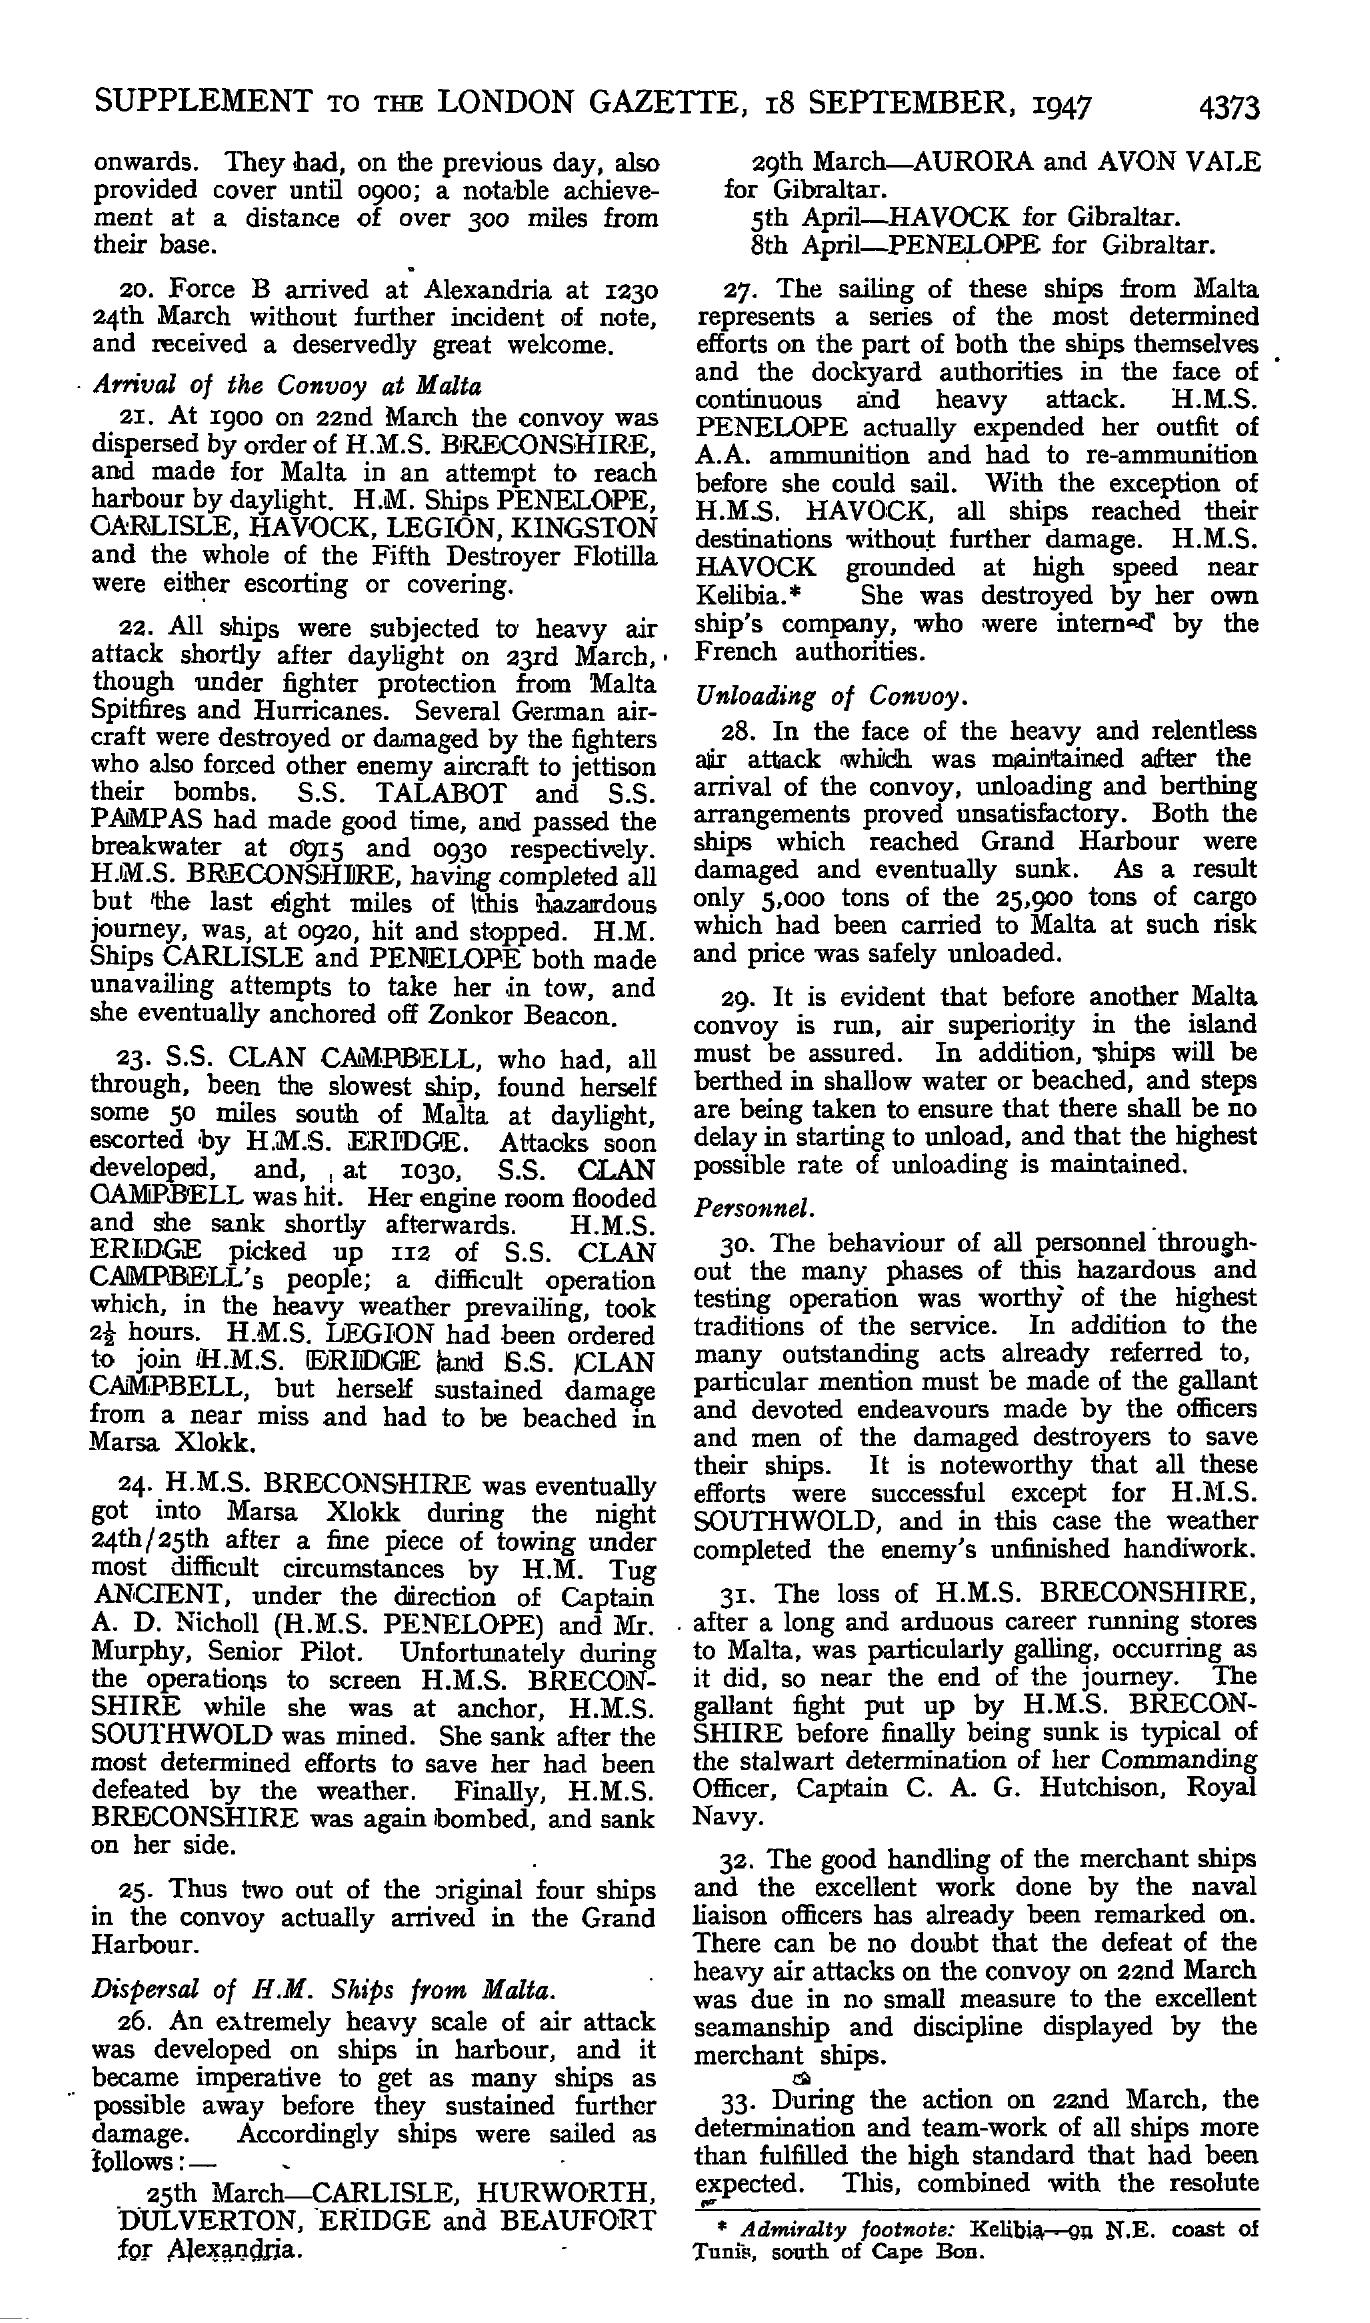 SUPPLEMENT TO THE LONDON GAZETTE, 18 SEPTEMBER, 1947 4373
onwards. They had, on the previous day, also
provided cover until 0900; a notable achieve-
ment at a distance of over 300 miles from
their base.
20. Force B arrived at Alexandria at 1230
24th March without further incident of note,
and received a deservedly great welcome.
Arrival of the Convoy at Malta
21. At 1900 on 22nd March the convoy was
dispersed by order of H.M.S. BRECONSHIRE,
and made for Malta in an attempt to reach
harbour by daylight. H.M. Ships PENELOPE,
CARLISLE, HAVOCK, LEGION, KINGSTON
and the whole of the Fifth Destroyer Flotilla
were either escorting or covering.
22. All ships were subjected to heavy air
attack shortly after daylight on 23rd March,
though under fighter protection from Malta
Spitfires and Hurricanes. Several German air-
craft were destroyed or damaged by the fighters
who also forced other enemy aircraft to jettison
their bombs. S.S. TALABOT and S.S.
PAMPAS had made good time, and passed the
breakwater at 0915 and 0930 respectively.
H.M.S. BRECONSHIRE, having completed all
but the last eight miles of this hazardous
journey, was, at 0920, hit and stopped. H.M.
Ships CARLISLE and PENELOPE both made
unavailing attempts to take her in tow, and
she eventually anchored off Zonkor Beacon.
23. S.S. CLAN CAMPBELL, who had, all
through, been the slowest ship, found herself
some 50 miles south of Malta at daylight,
escorted by H.M.S. ERIDGE. Attacks soon
developed, and, at 1030, S.S. CLAN
CAMPBELL was hit. Her engine room flooded
and she sank shortly afterwards. H.M.S.
ERIDGE picked up 112 of S.S. CLAN
CAMPBELL's people; a difficult operation
which, in the heavy weather prevailing, took
2½ hours. H.M.S. LEGION had been ordered
to join H.M.S. ERIDGE and S.S. CLAN
CAMPBELL, but herself sustained damage
from a near miss and had to be beached in
Marsa Xlokk.
24. H.M.S. BRECONSHIRE was eventually
got into Marsa Xlokk during the night
24th/25th after a fine piece of towing under
most difficult circumstances by H.M. Tug
ANCIENT, under the direction of Captain
A. D. Nicholl (H.M.S. PENELOPE) and Mr.
Murphy, Senior Pilot. Unfortunately during
the operations to screen H.M.S. BRECON-
SHIRE while she was at anchor, H.M.S.
SOUTHWOLD was mined. She sank after the
most determined efforts to save her had been
defeated by the weather. Finally, H.M.S.
BRECONSHIRE was again bombed, and sank
on her side.
25. Thus two out of the original four ships
in the convoy actually arrived in the Grand
Harbour.
Dispersal of H.M. Ships from Malta.
26. An extremely heavy scale of air attack
was developed on ships in harbour, and it
became imperative to get as many ships as
possible away before they sustained further
damage. Accordingly ships were sailed as
follows:—
25th March—CARLISLE, HURWORTH,
DULVERTON, ERIDGE and BEAUFORT
for Alexandria.
29th March—AURORA and AVON VALE
for Gibraltar.
5th April—HAVOCK for Gibraltar.
8th April—PENELOPE for Gibraltar.
27. The sailing of these ships from Malta
represents a series of the most determined
efforts on the part of both the ships themselves
and the dockyard authorities in the face of
continuous and heavy attack. H.M.S.
PENELOPE actually expended her outfit of
A.A. ammunition and had to re-ammunition
before she could sail. With the exception of
H.M.S. HAVOCK, all ships reached their
destinations without further damage. H.M.S.
HAVOCK grounded at high speed near
Kelibia.* She was destroyed by her own
ship's company, who were interned by the
French authorities.
Unloading of Convoy.
28. In the face of the heavy and relentless
air attack which was maintained after the
arrival of the convoy, unloading and berthing
arrangements proved unsatisfactory. Both the
ships which reached Grand Harbour were
damaged and eventually sunk. As a result
only 5,000 tons of the 25,900 tons of cargo
which had been carried to Malta at such risk
and price was safely unloaded.
29. It is evident that before another Malta
convoy is run, air superiority in the island
must be assured. In addition, ships will be
berthed in shallow water or beached, and steps
are being taken to ensure that there shall be no
delay in starting to unload, and that the highest
possible rate of unloading is maintained.
Personnel.
30. The behaviour of all personnel through-
out the many phases of this hazardous and
testing operation was worthy of the highest
traditions of the service. In addition to the
many outstanding acts already referred to,
particular mention must be made of the gallant
and devoted endeavours made by the officers
and men of the damaged destroyers to save
their ships. It is noteworthy that all these
efforts were successful except for H.M.S.
SOUTHWOLD, and in this case the weather
completed the enemy's unfinished handiwork.
31. The loss of H.M.S. BRECONSHIRE,
after a long and arduous career running stores
to Malta, was particularly galling, occurring as
it did, so near the end of the journey. The
gallant fight put up by H.M.S. BRECON-
SHIRE before finally being sunk is typical of
the stalwart determination of her Commanding
Officer, Captain C. A. G. Hutchison, Royal
Navy.
32. The good handling of the merchant ships
and the excellent work done by the naval
liaison officers has already been remarked on.
There can be no doubt that the defeat of the
heavy air attacks on the convoy on 22nd March
was due in no small measure to the excellent
seamanship and discipline displayed by the
merchant ships.
33. During the action on 22nd March, the
determination and team-work of all ships more
than fulfilled the high standard that had been
expected. This, combined with the resolute
* Admiralty footnote: Kelibia—on N.E. coast of
Tunis, south of Cape Bon.